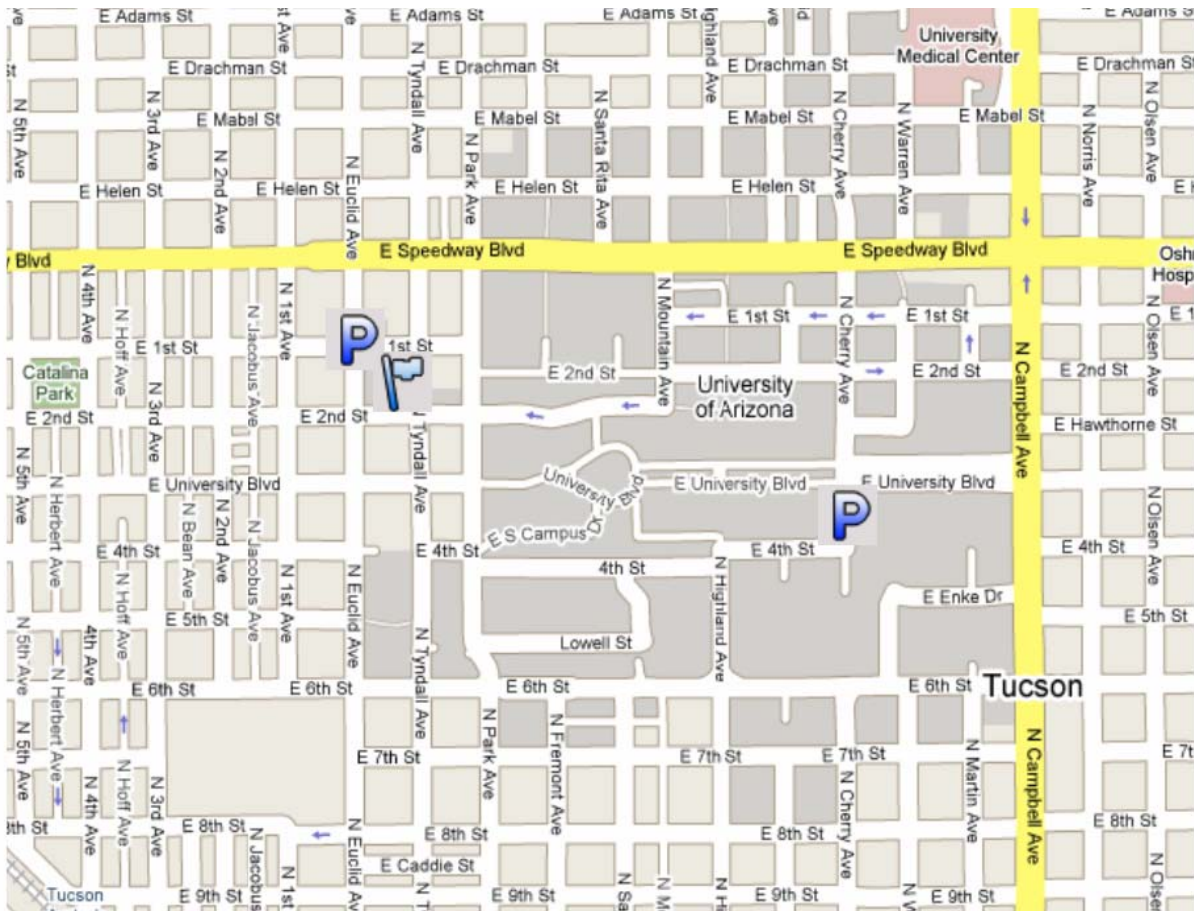 E Adams St
E Adams St
E Adams St
E Adams St
University
Medical Center
E Drachman St
E Drachman St
E Drachman St
E Drachman St
N 5th Ave
N 3rd Ave
N 2nd Ave
N Euclid Ave
N Tyndall Ave
N Park Ave
N Santa Rita Ave
N Cherry Ave
N Warren Ave
N Norris Ave
N Olsen Ave
E Mabel St
E Mabel St
E Mabel St
E Mabel St
E Helen St
E Helen St
E Helen St
E Helen St
Blvd
E Speedway Blvd
E Speedway Blvd
N 4th Ave
N Hoff Ave
N Jacobus Ave
N 1st Ave
N Mountain Ave
N Cherry Ave
N Olsen Ave
P
E 1st St
1st St
E 1st St
E 1st St
Catalina
Park
E 2nd St
E 2nd St
E 2nd St
E 2nd St
E 2nd St
University
of Arizona
N Campbell Ave
E Hawthorne St
N 3rd Ave
N Tyndall Ave
N 5th Ave
N Herbert Ave
E University Blvd
University Blvd
E University Blvd
E University Blvd
P
N Bean Ave
N 2nd Ave
N Jacobus Ave
N Olsen Ave
E S Campus Dr
E 4th St
E 4th St
4th St
E 4th St
E 4th St
N Hoff Ave
N 1st Ave
N Euclid Ave
N Highland Ave
E Enke Dr
E 5th St
E 5th St
N 5th Ave
4th Ave
N Tyndall Ave
Lowell St
E 6th St
E 6th St
E 6th St
E 6th St
Tucson
N Herbert Ave
N 5th Ave
N Park Ave
N Fremont Ave
N Campbell Ave
E 7th St
E 7th St
E 7th St
N 4th Ave
N Hoff Ave
N 3rd Ave
N Cherry Ave
N Martin Ave
E 8th St
E 8th St
E 8th St
E 8th St
N Jacobus
N 1st
N Euclid Av
E Caddie St
Tucson
E 9th St
E 9th St
E 9th St
E 9th St
N Olsen